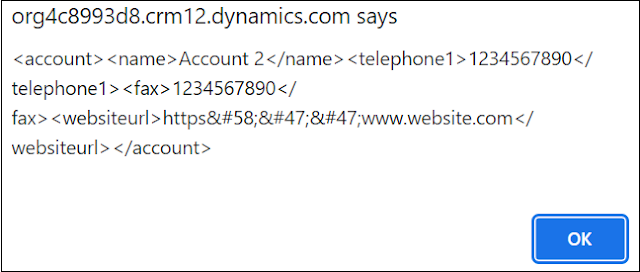 org4c8993d8.crm12.dynamics.com says
<account><name>Account 2</name><telephone1>1234567890</
telephone1><fax>1234567890</
fax><websiteurl>https&#58;&#47;&#47;www.website.com</
websiteurl></account>
OK